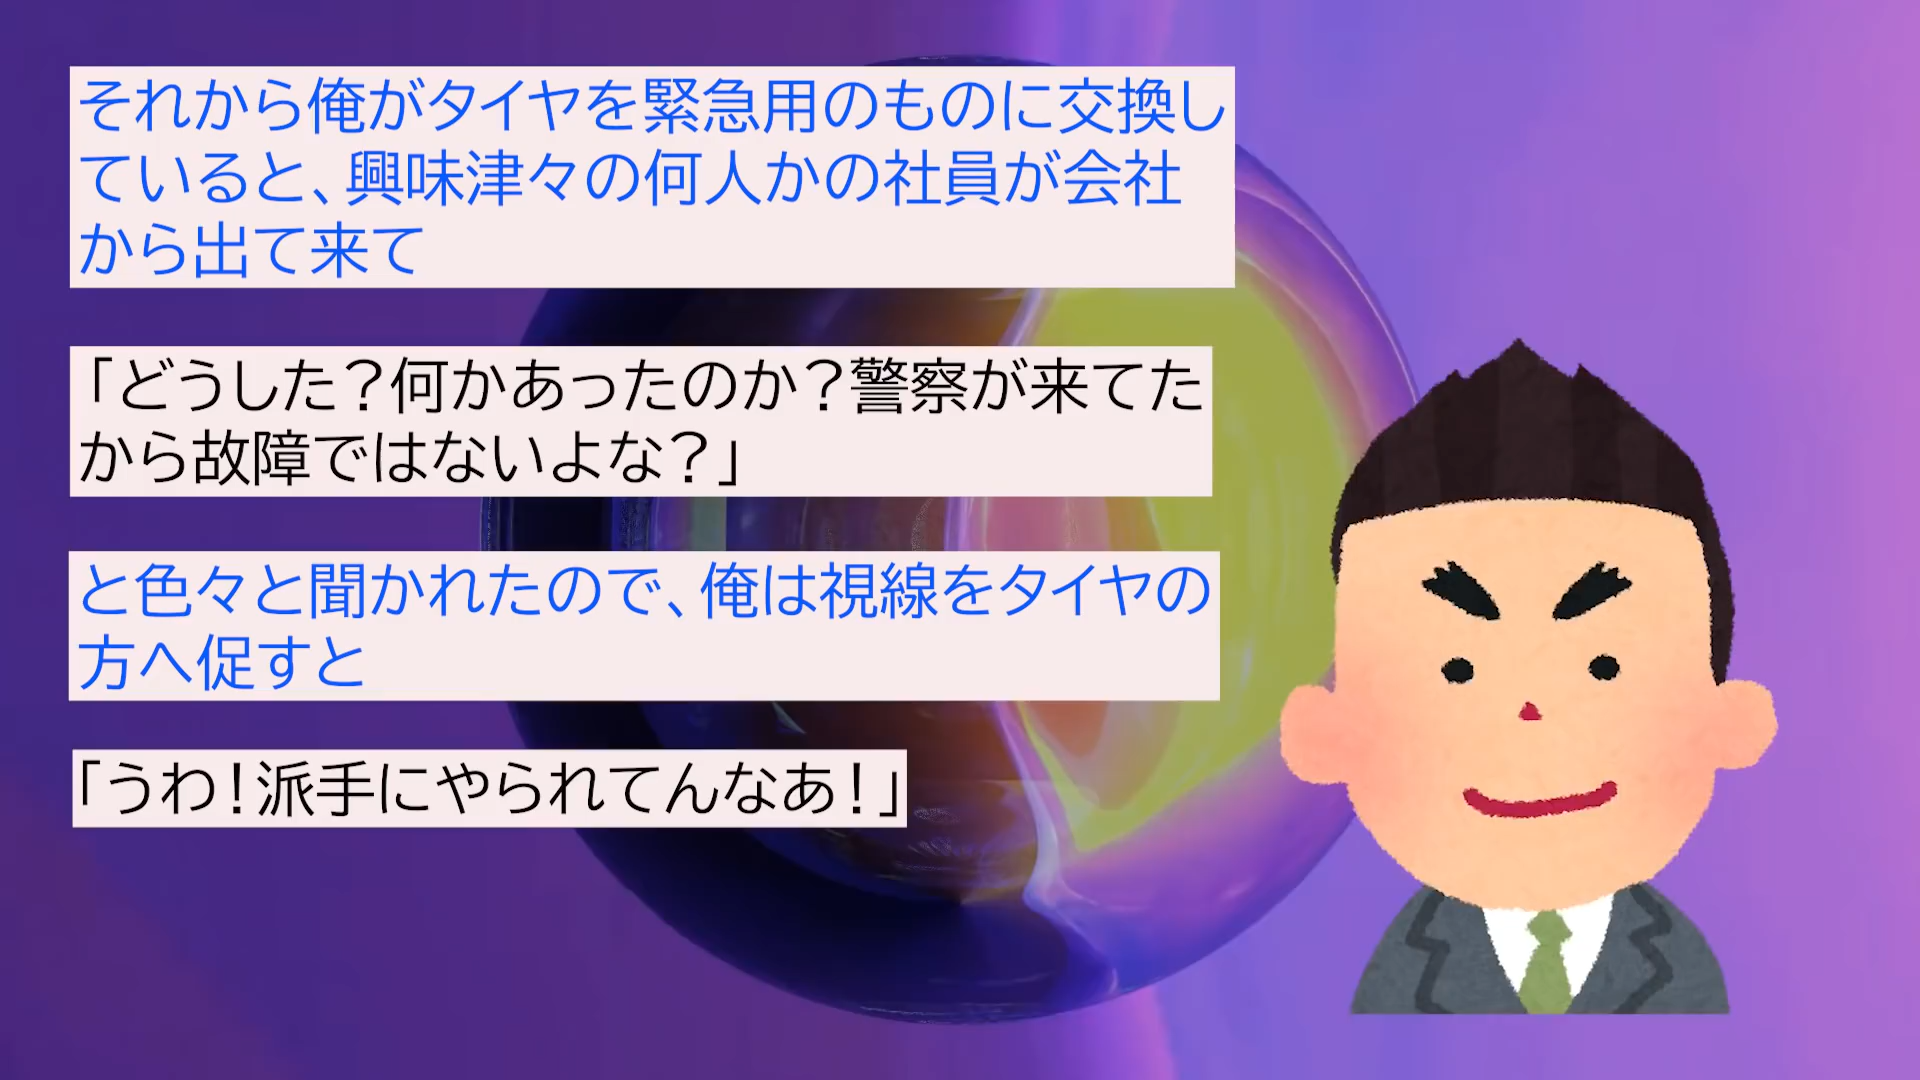 それから俺がタイヤを緊急用のものに交換し
ていると、興味津々の何人かの社員が会社
から出て来て
「どうした？何かあったのか？警察が来てた
から故障ではないよな？」
と色々と聞かれたので、俺は視線をタイヤの
方へ促すと
「うわ！派手にやられてんなあ！」